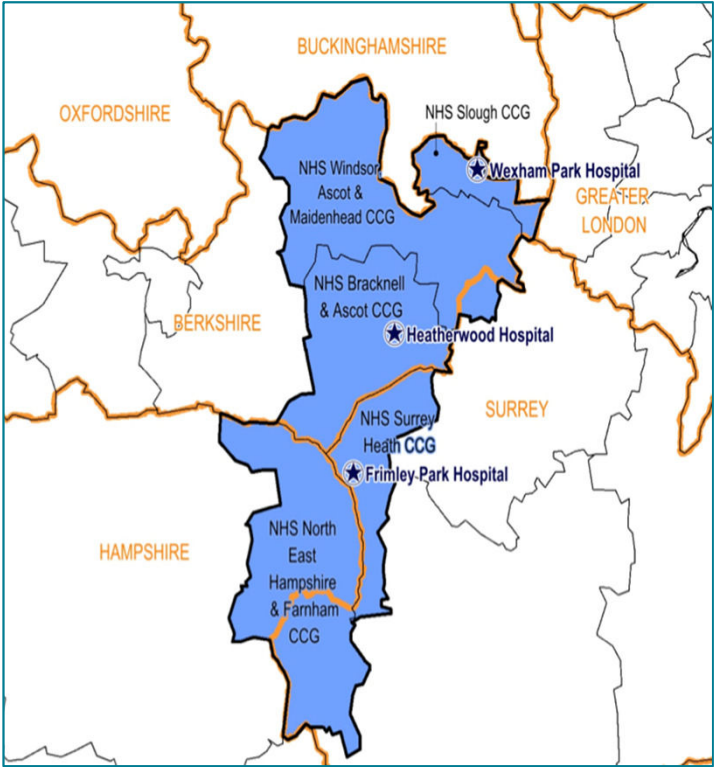 BUCKINGHAMSHIRE
OXFORDSHIRE
NHS Slough CCG
Wexham Park Hospital
NHS Windsor,
Ascot &
Maidenhead CCG
GREATER
LONDON
NHS Bracknell
& Ascot CCG
BERKSHIRE
Heatherwood Hospital
NHS Surrey
Heath CCG
SURREY
Frimley Park Hospital
NHS North
East
Hampshire
& Farnham
CCG
HAMPSHIRE